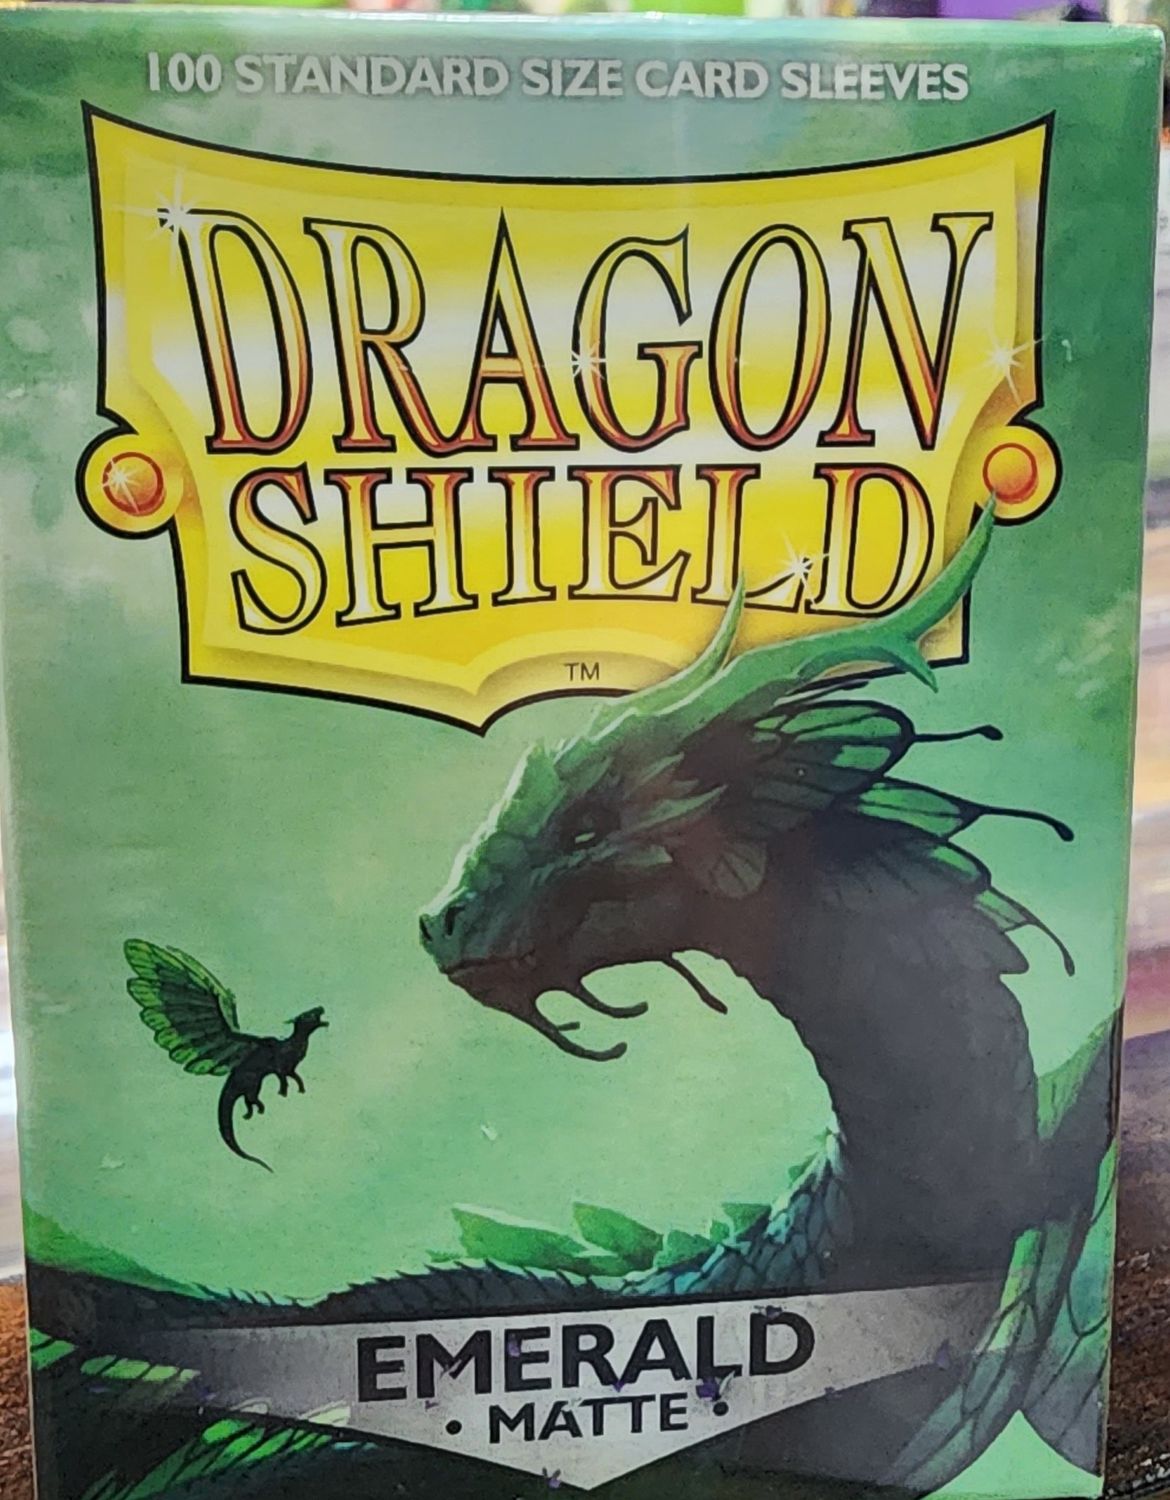 100 STANDARD SIZE CARD SLEEVES
DRAGON
SHIELD
TM
EMERALD
• MATTE •